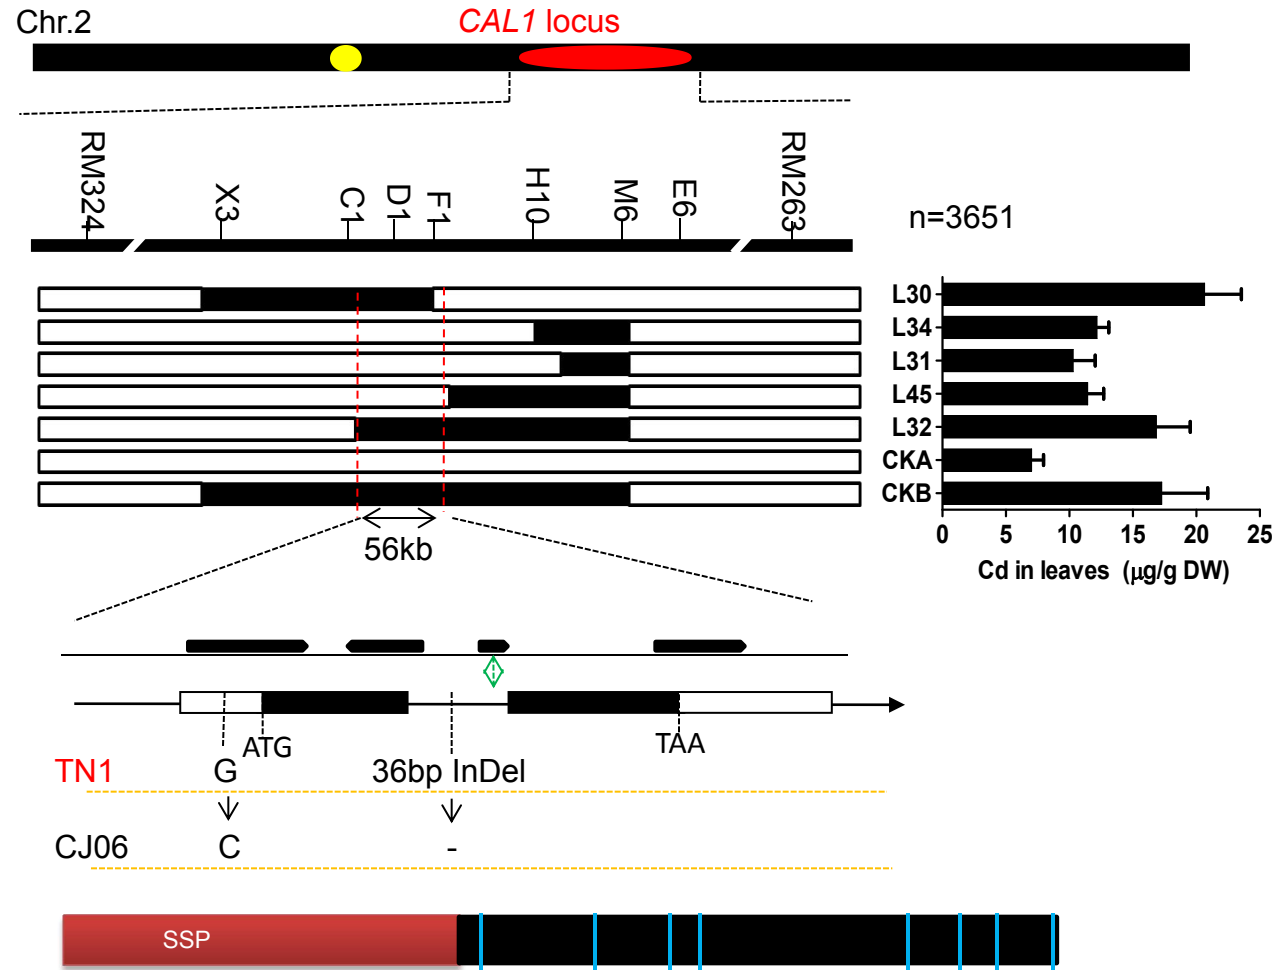 Chr.2
CAL1 locus
RM324
X3
C1
D1
F1
H10
M6
E6
RM263
n=3651
L30
L34
L31
L45
L32
CKA
CKB
0 5 10 15 20 25
Cd in leaves (μg/g DW)
56kb
ATG
TAA
TN1 G 36bp InDel
CJ06 C -
SSP